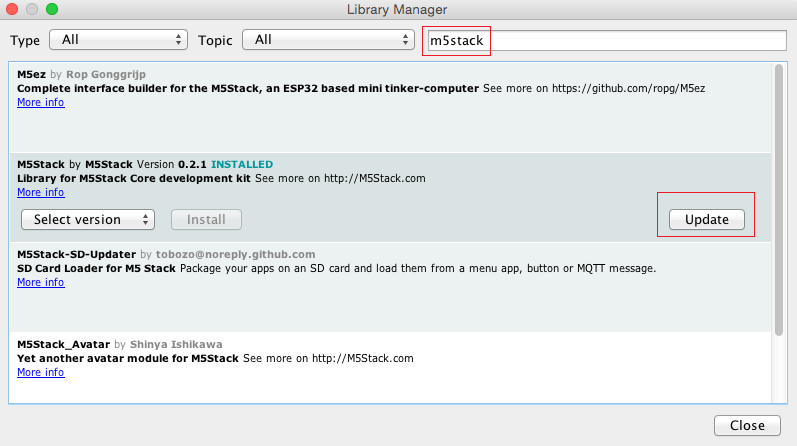 Library Manager
Type All Topic All m5stack
M5ez by Rop Gonggrijp
Complete interface builder for the M5Stack, an ESP32 based mini tinker-computer See more on https://github.com/ropg/M5ez
More info
M5Stack by M5Stack Version 0.2.1 INSTALLED
Library for M5Stack Core development kit See more on http://M5Stack.com
More info
Select version Install Update
M5Stack-SD-Updater by tobozo@noreply.github.com
SD Card Loader for M5 Stack Package your apps on an SD card and load them from a menu app, button or MQTT message.
More info
M5Stack_Avatar by Shinya Ishikawa
Yet another avatar module for M5Stack See more on http://M5Stack.com
More info
Close